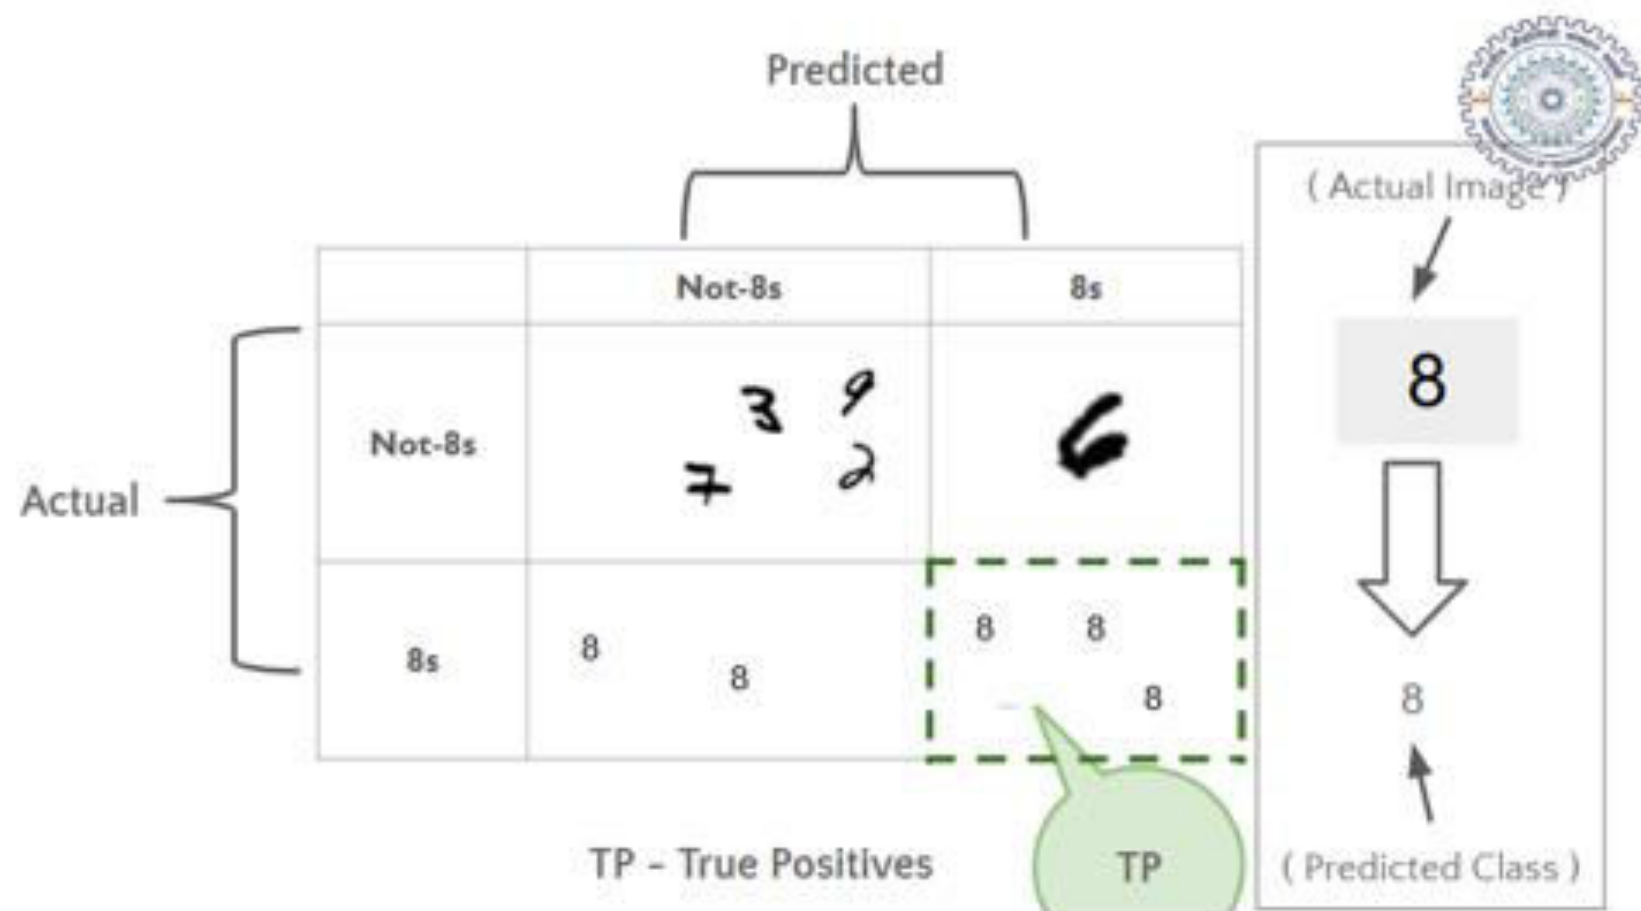 Predicted
( Actual Image )
Not-8s 8s
8
3 9
Not-8s 6
7 2
Actual
8 8
8s 8
8 8
8
TP - True Positives TP ( Predicted Class )